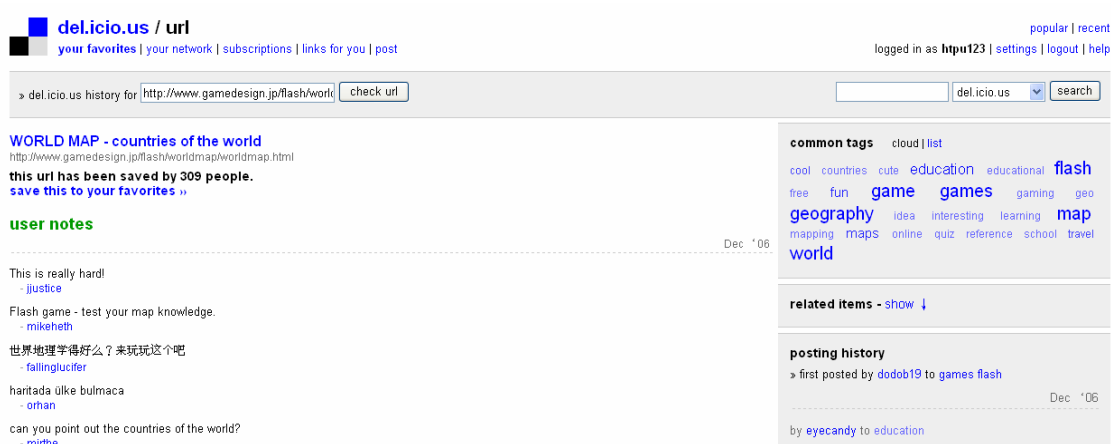 del.icio.us / url
popular | recent
your favorites | your network | subscriptions | links for you | post
logged in as htpu123 | settings | logout | help
» del.icio.us history for http://www.gamedesign.jp/flash/world check url
del.icio.us search
WORLD MAP - countries of the world
http://www.gamedesign.jp/flash/worldmap/worldmap.html
this url has been saved by 309 people.
save this to your favorites ››
user notes
Dec '06
This is really hard!
- jjustice
Flash game - test your map knowledge.
- mikeheth
世界地理学得好么？来玩玩这个吧
- fallinglucifer
haritada ülke bulmaca
- orhan
can you point out the countries of the world?
- mirthe
common tags cloud | list
cool countries cute education educational flash
free fun game games gaming geo
geography idea interesting learning map
mapping maps online quiz reference school travel
world
related items - show ↓
posting history
» first posted by dodob19 to games flash
Dec '06
by eyecandy to education